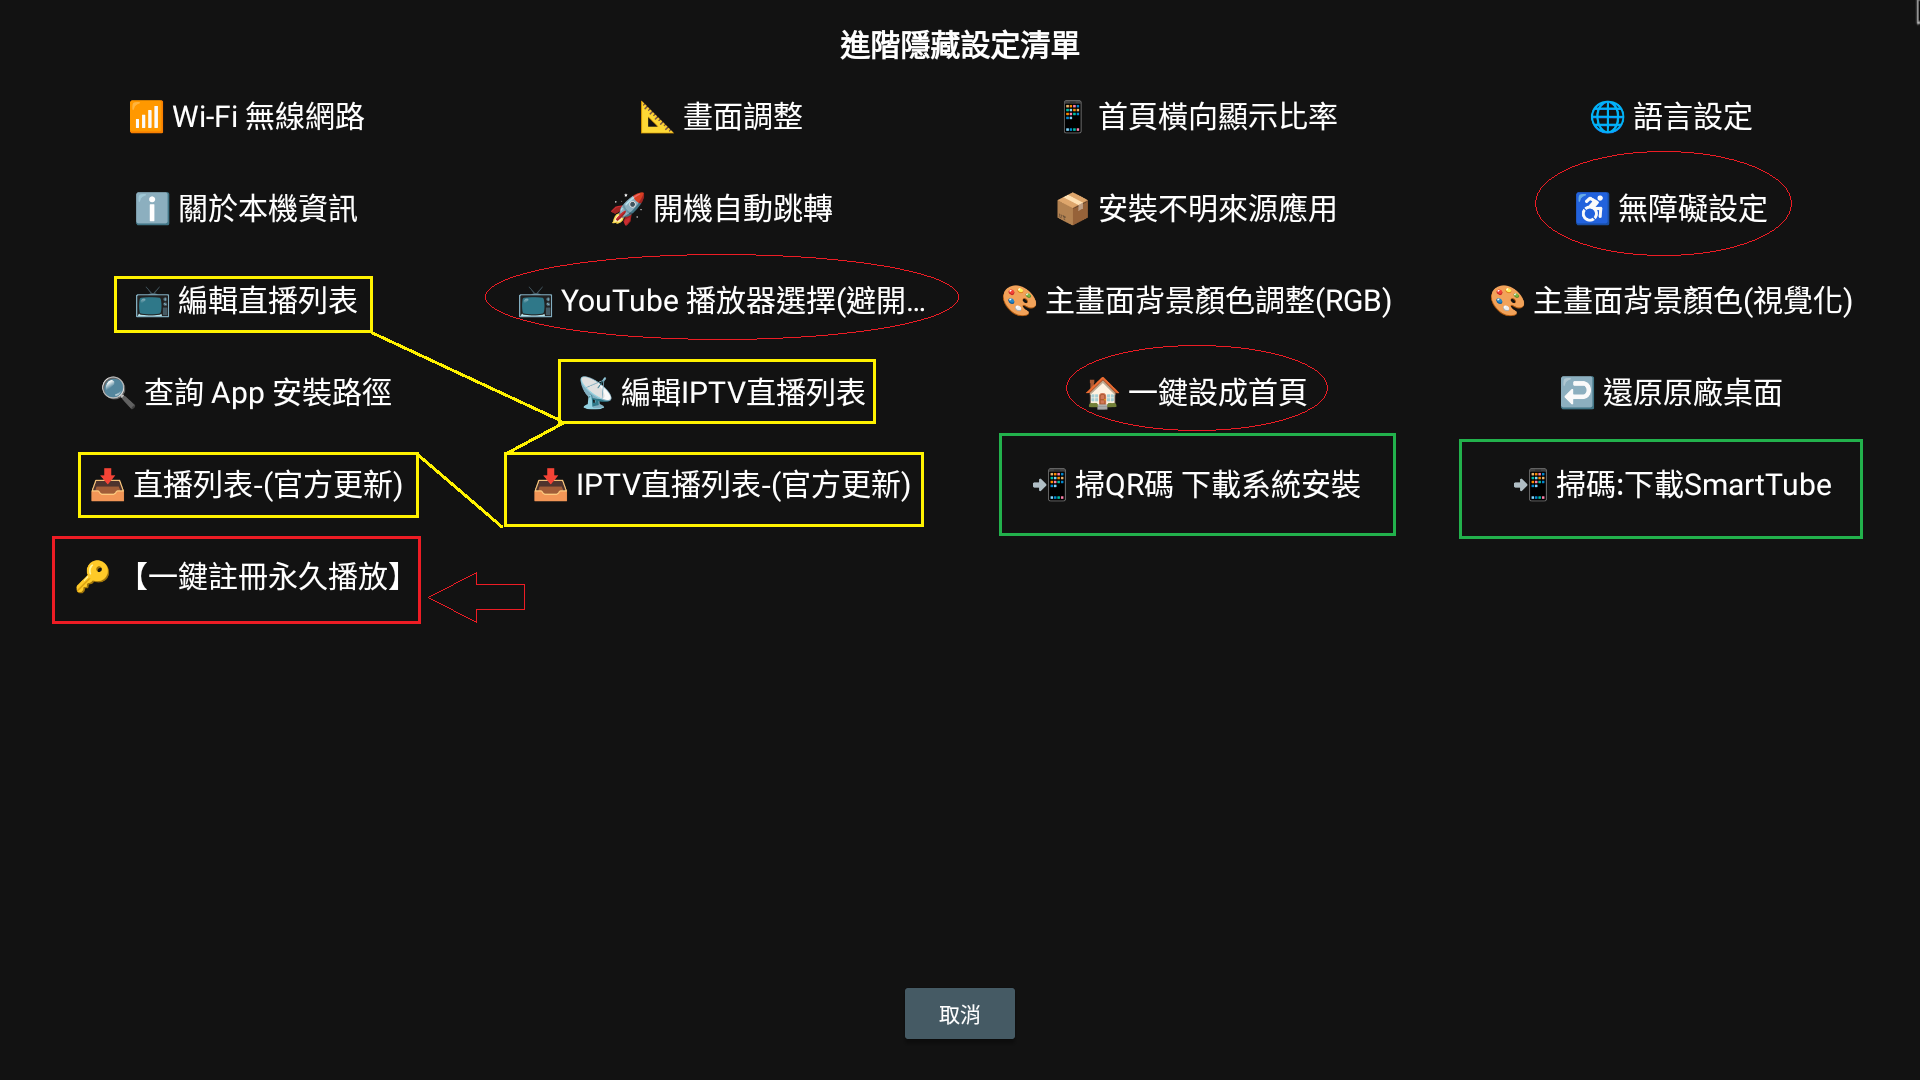 進階隱藏設定清單
Wi-Fi 無線網路
畫面調整
首頁橫向顯示比率
語言設定
關於本機資訊
開機自動跳轉
安裝不明來源應用
無障礙設定
編輯直播列表
YouTube 播放器選擇(避開...
主畫面背景顏色調整(RGB)
主畫面背景顏色(視覺化)
查詢 App 安裝路徑
編輯IPTV直播列表
一鍵設成首頁
還原原廠桌面
直播列表-(官方更新)
IPTV直播列表-(官方更新)
掃QR碼 下載系統安裝
掃碼:下載SmartTube
【一鍵註冊永久播放】
取消